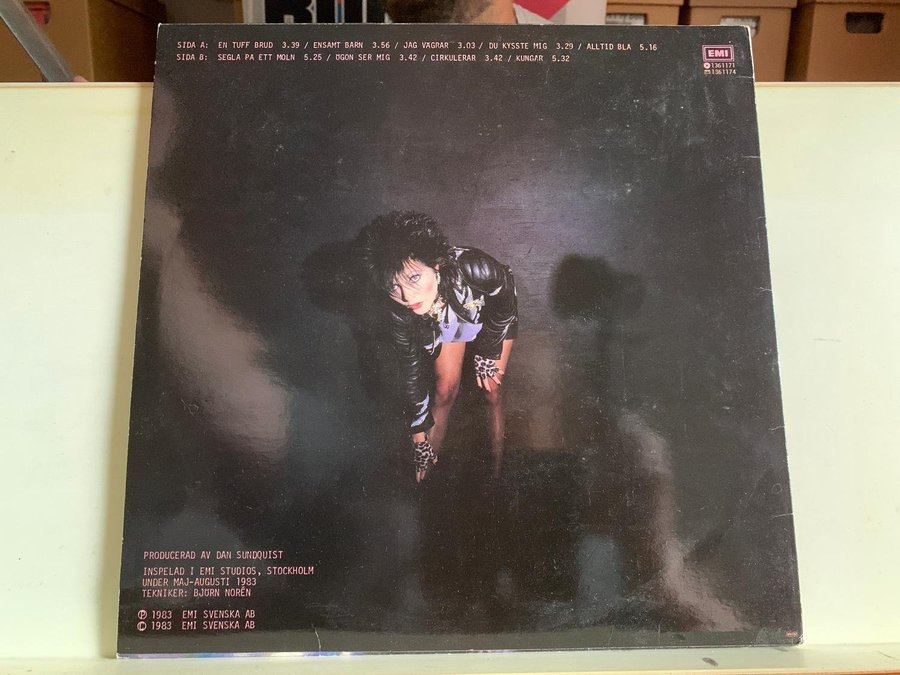 SIDA A: EN TUFF BRUD 3.39 / ENSAMT BARN 3.56 / JAG VÄGRAR 3.03 / DU KYSSTE MIG 3.29 / ALLTID BLÅ 5.16
SIDA B: SEGLA PÅ ETT MOLN 5.25 / ÖGON SER MIG 3.42 / CIRKULERAR 3.42 / KUNGAR 5.32
EMI
1361171
1361174
PRODUCERAD AV DAN SUNDQUIST
INSPELAD I EMI STUDIOS, STOCKHOLM
UNDER MAJ-AUGUSTI 1983
TEKNIKER: BJÖRN NORÉN
℗ 1983 EMI SVENSKA AB
© 1983 EMI SVENSKA AB